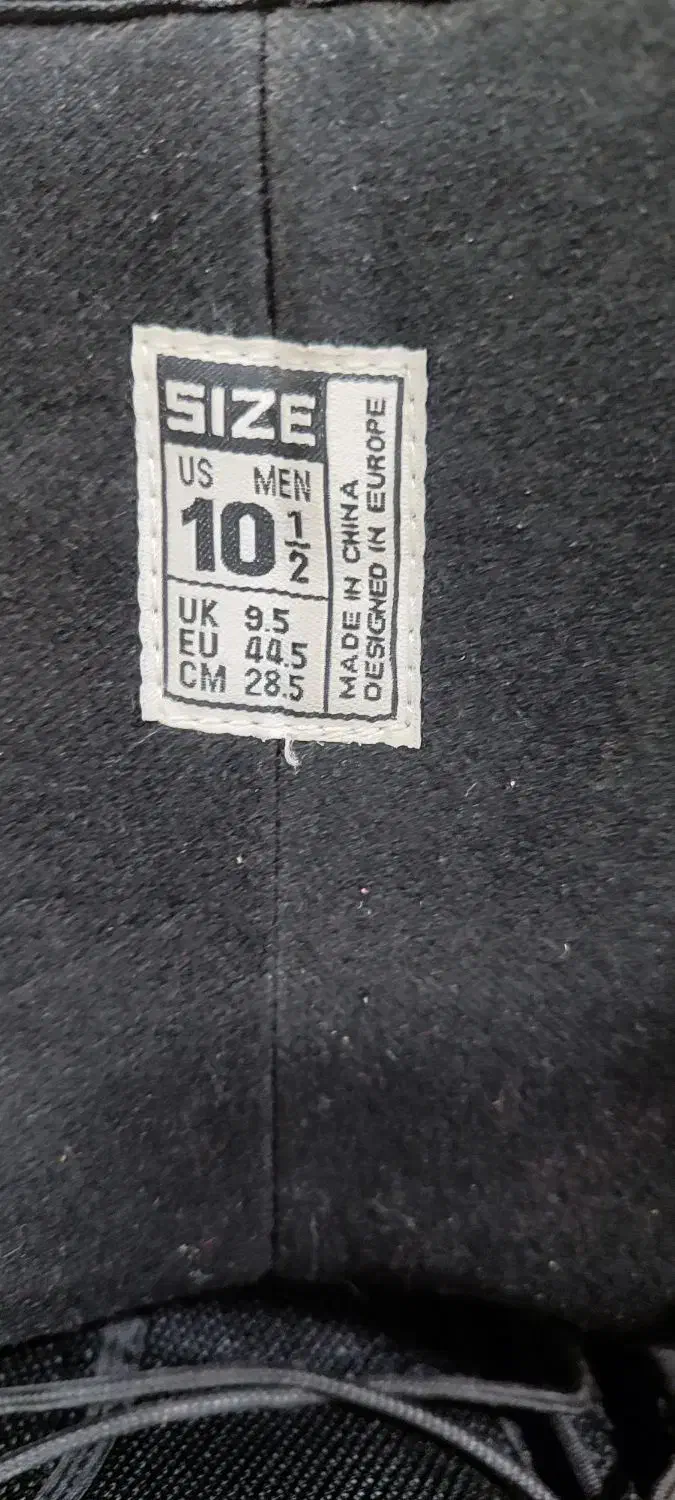 SIZE
US MEN
10 1/2
UK 9.5
EU 44.5
CM 28.5
MADE IN CHINA
DESIGNED IN EUROPE